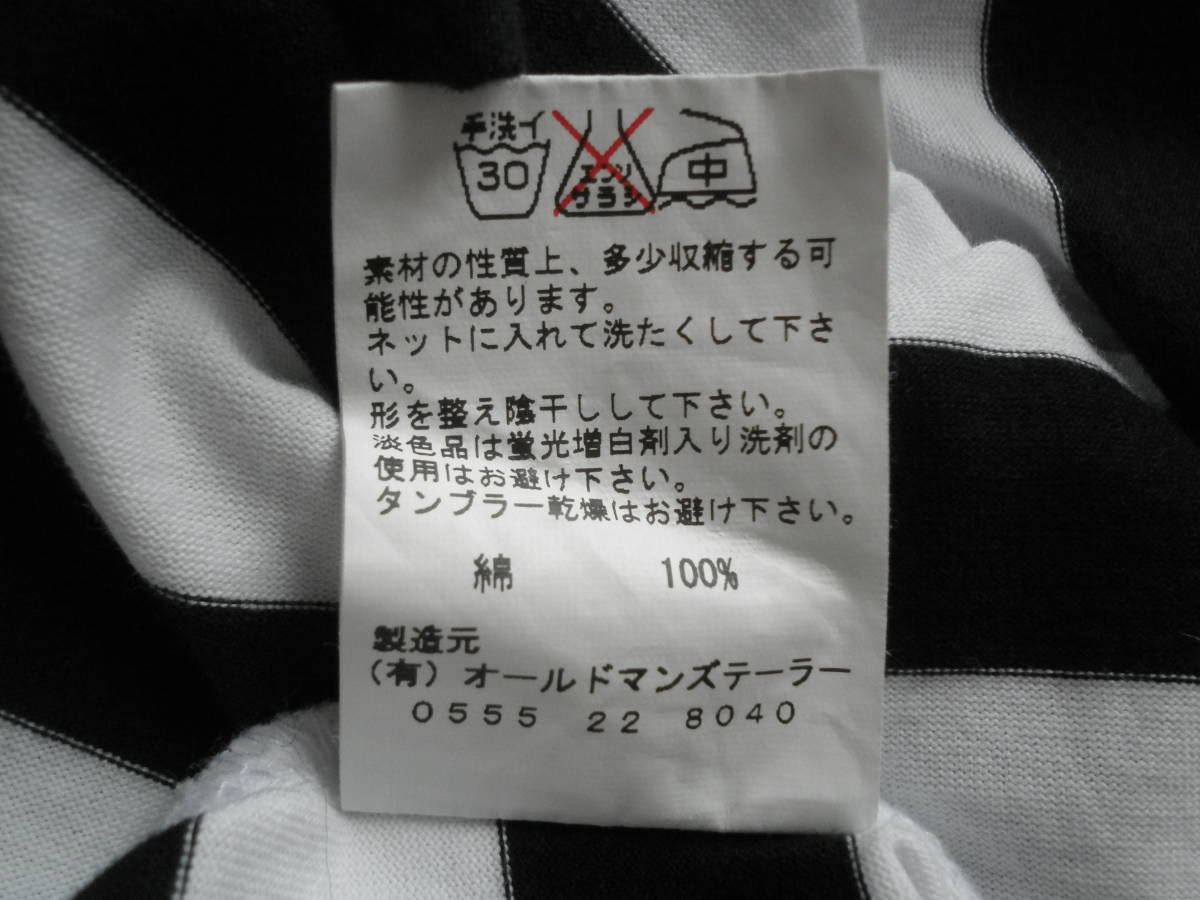 手洗イ
30
エンソ
サラシ
中
素材の性質上、多少収縮する可
能性があります。
ネットに入れて洗たくして下さ
い。
形を整え陰干しして下さい。
淡色品は蛍光増白剤入り洗剤の
使用はお避け下さい。
タンブラー乾燥はお避け下さい。
綿 100%
製造元
(有) オールドマンズテーラー
0555 22 8040